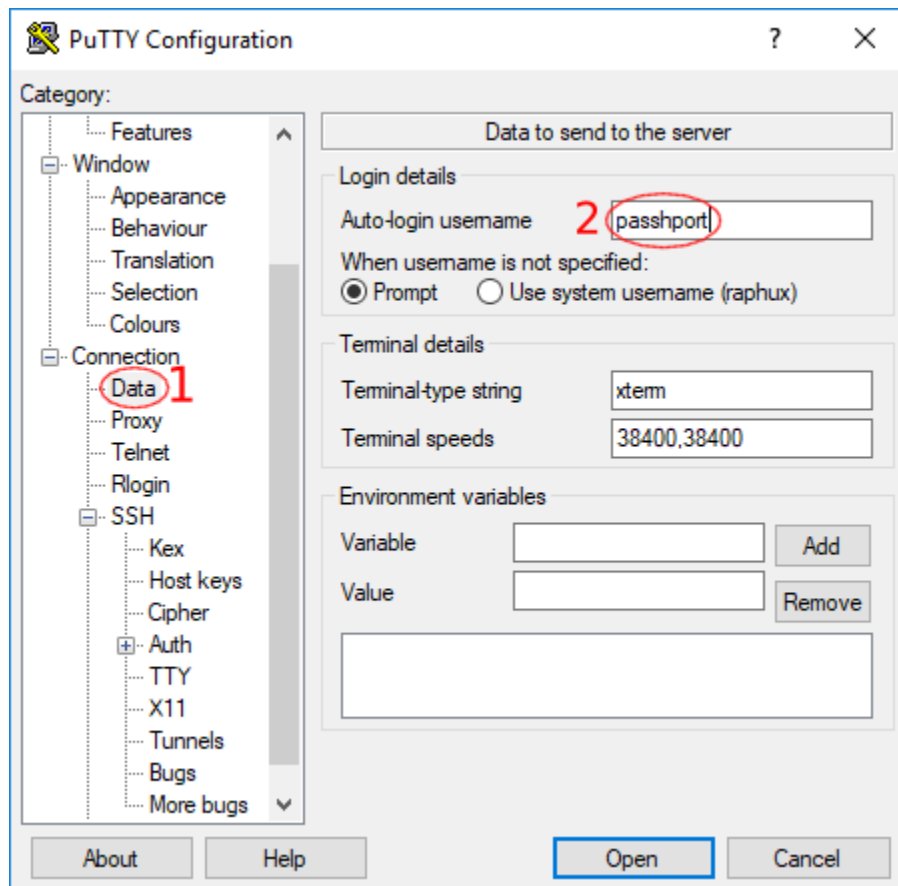 PuTTY Configuration ?
Category:
Features
Window
Appearance
Behaviour
Translation
Selection
Colours
Connection
Data 1
Proxy
Telnet
Rlogin
SSH
Kex
Host keys
Cipher
Auth
TTY
X11
Tunnels
Bugs
More bugs
Data to send to the server
Login details
Auto-login username 2 passhport
When username is not specified:
Prompt Use system username (raphux)
Terminal details
Terminal-type string xterm
Terminal speeds 38400,38400
Environment variables
Variable Add
Value Remove
About Help Open Cancel